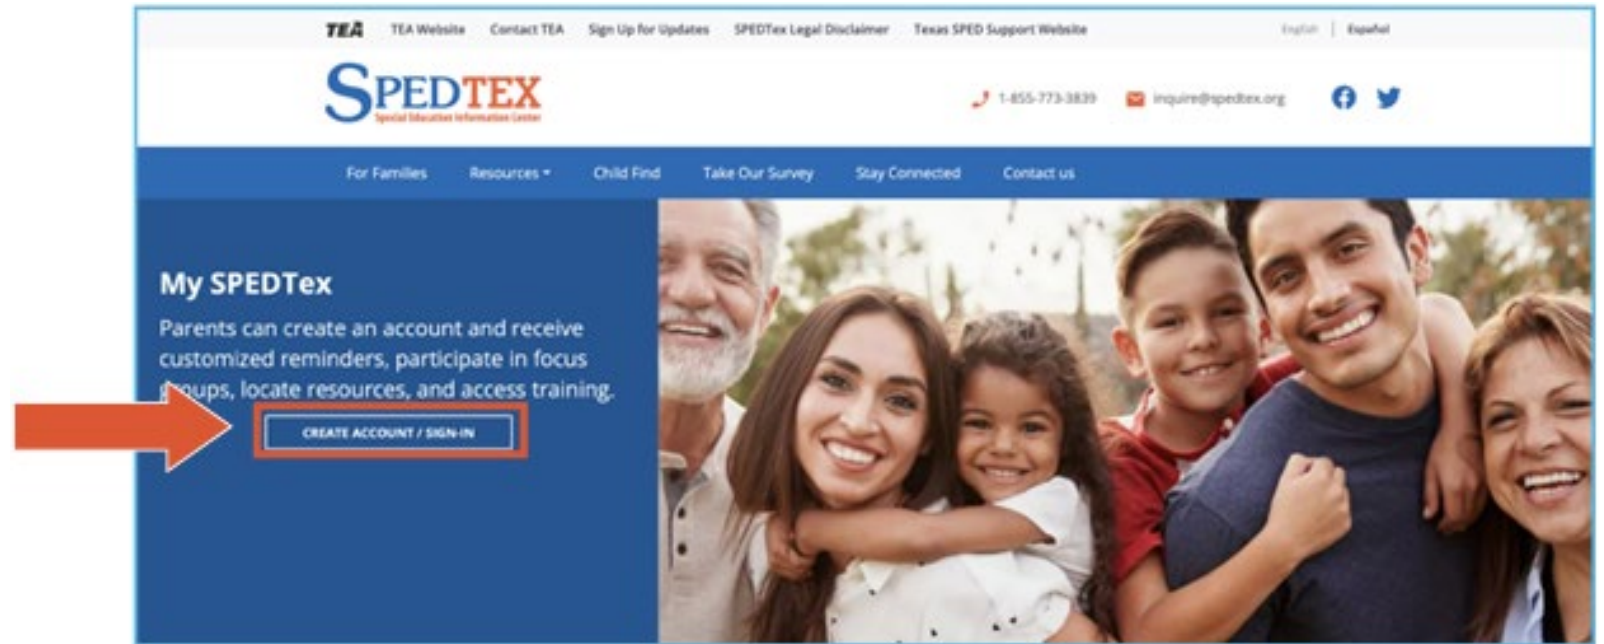 TEA TEA Website Contact TEA Sign Up for Updates SPEDTex Legal Disclaimer Texas SPED Support Website English Español
SPEDTEX
Special Education Information Center
1-855-773-3839 inquire@spedtex.org
For Families Resources Child Find Take Our Survey Stay Connected Contact us
My SPEDTex
Parents can create an account and receive
customized reminders, participate in focus
groups, locate resources, and access training.
CREATE ACCOUNT / SIGN-IN